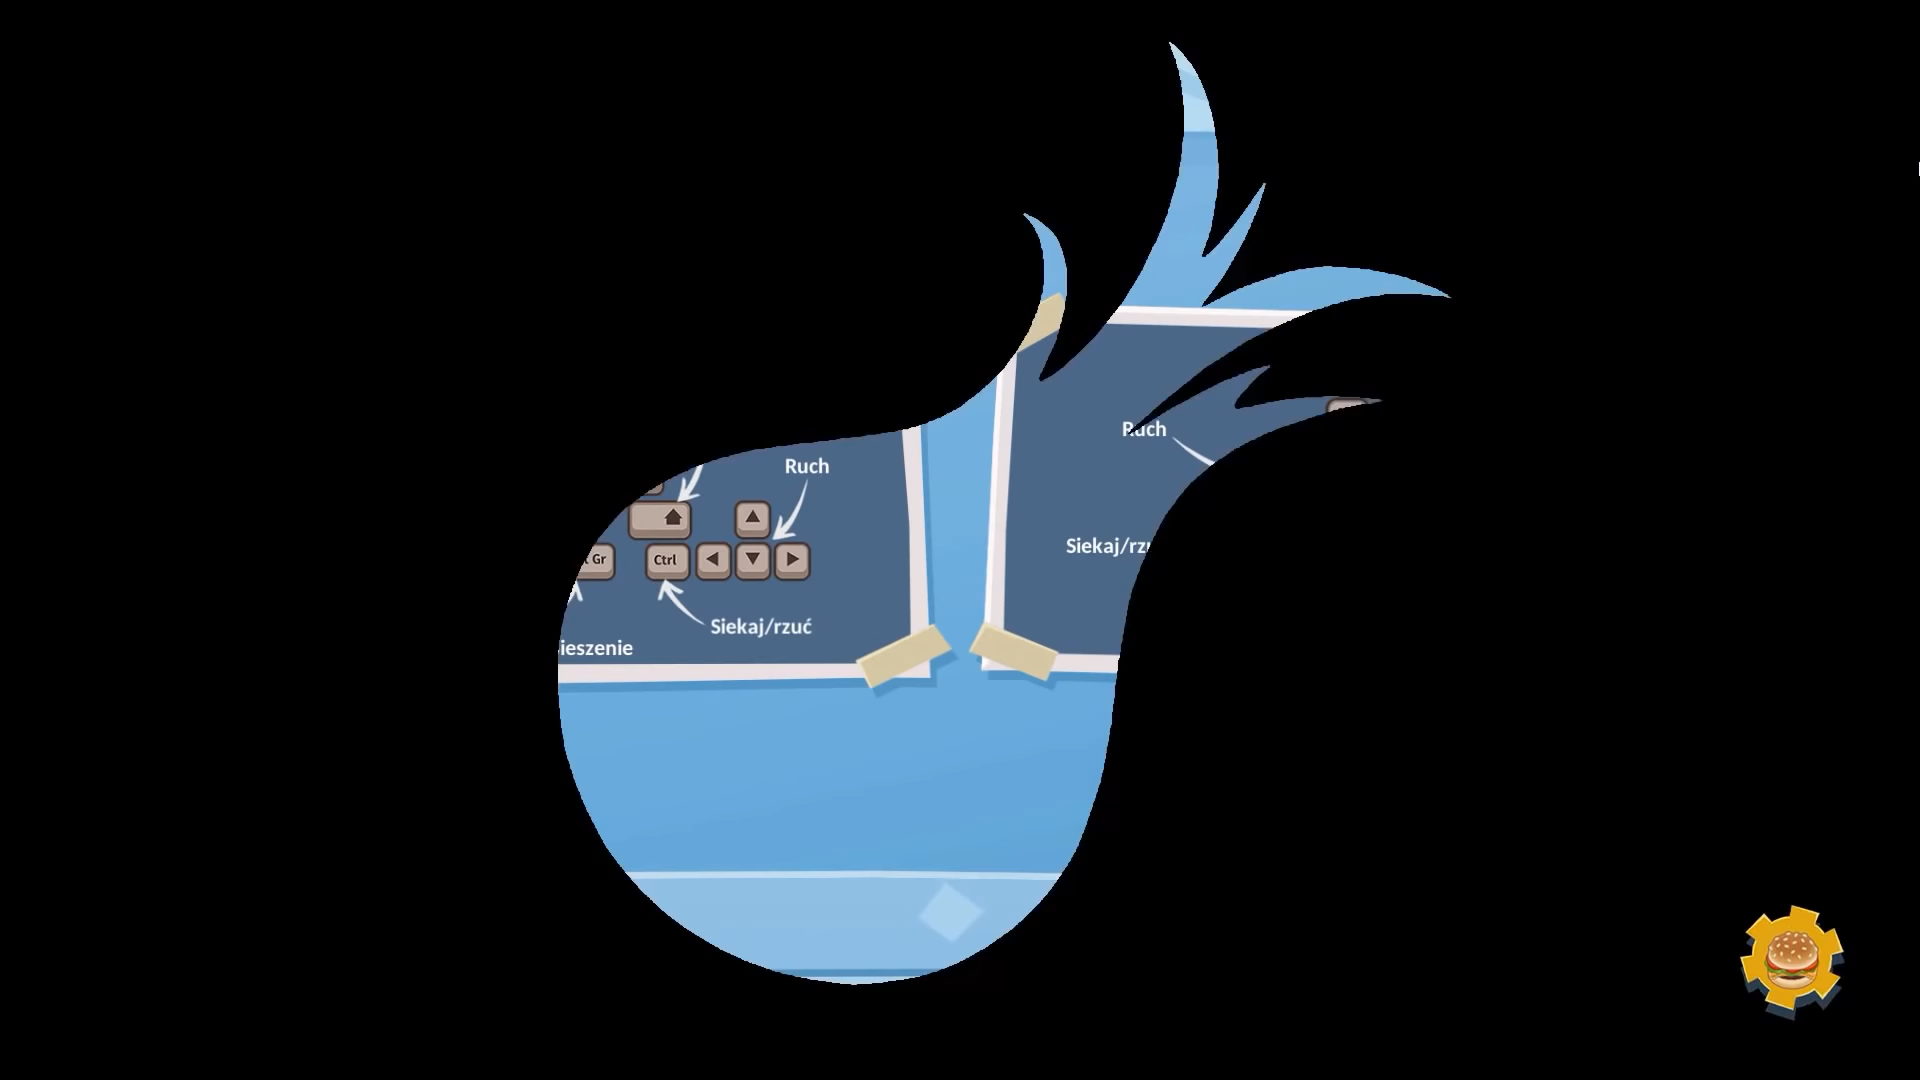 Ruch
Ruch
Gr
Ctrl
Siekaj/rzuć
Siekaj/rzu
ieszenie